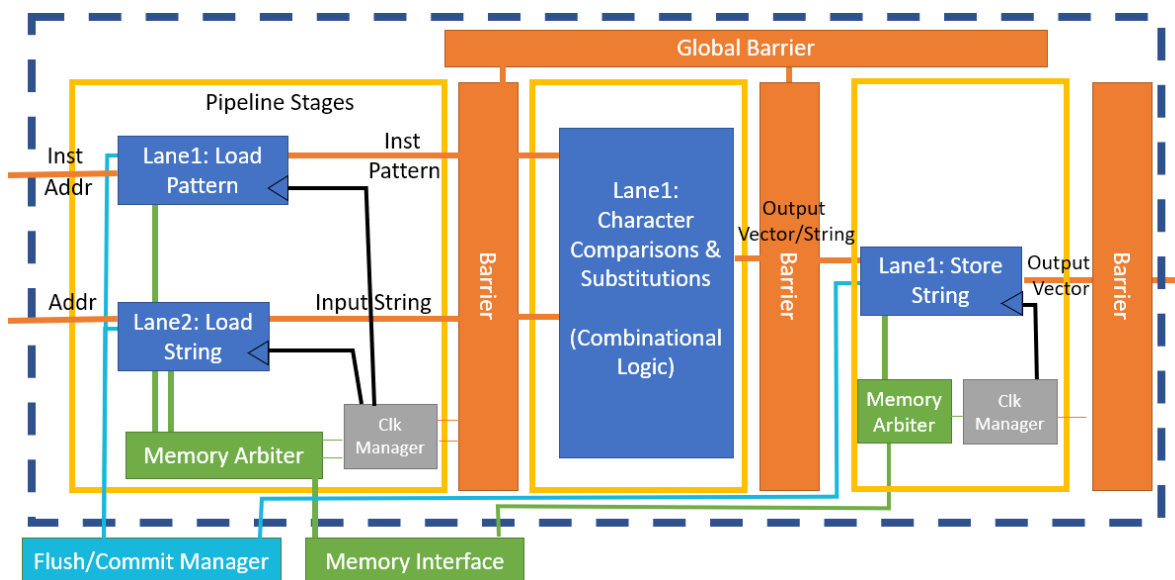 Global Barrier
Pipeline Stages
Inst
Addr
Lane1: Load
Pattern
Inst
Pattern
Addr
Lane2: Load
String
Input String
Clk
Manager
Memory Arbiter
Barrier
Lane1:
Character
Comparisons &
Substitutions
(Combinational
Logic)
Output
Vector/String
Barrier
Lane1: Store
String
Output
Vector
Memory
Arbiter
Clk
Manager
Barrier
Flush/Commit Manager
Memory Interface